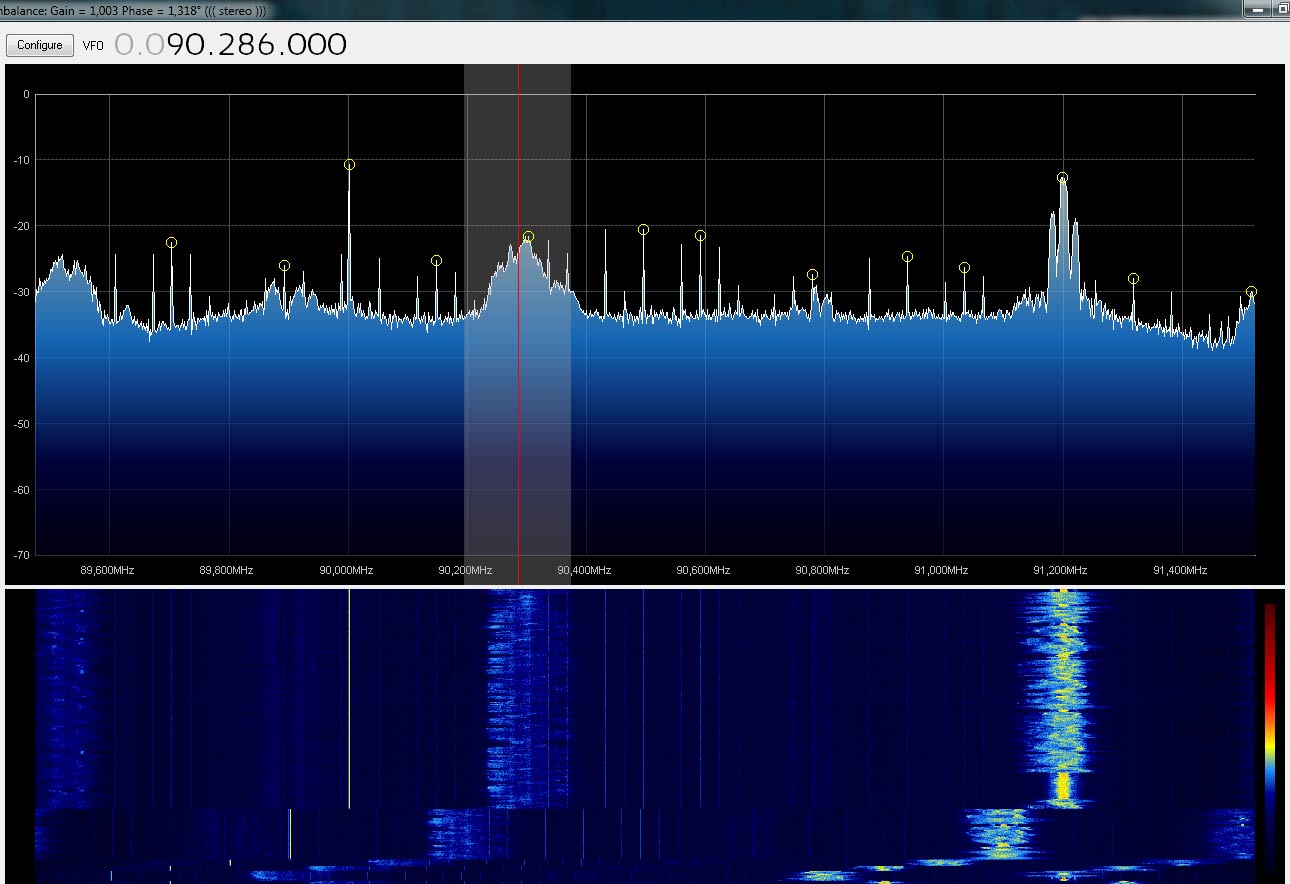 nbalance: Gain = 1,003 Phase = 1,318° ((( stereo )))
Configure VFO 0.090.286.000
0
-10
-20
-30
-40
-50
-60
-70
89,600MHz 89,800MHz 90,000MHz 90,200MHz 90,400MHz 90,600MHz 90,800MHz 91,000MHz 91,200MHz 91,400MHz